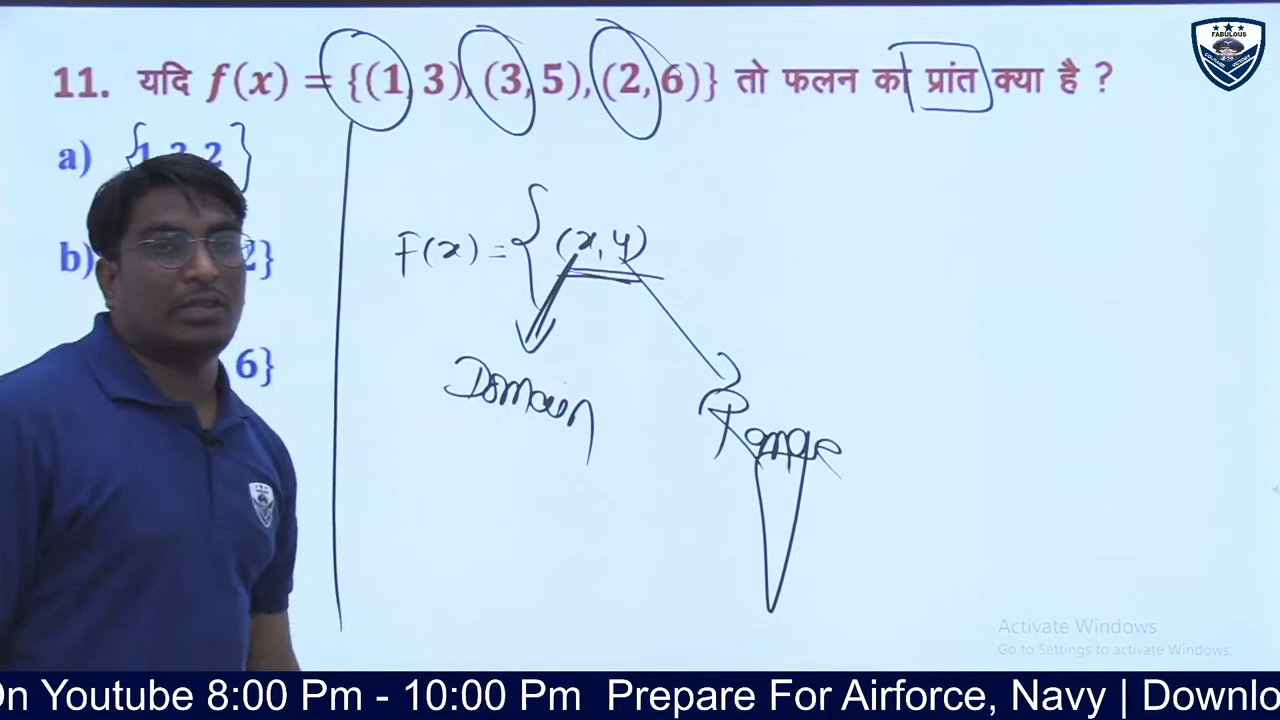 FABULOUS
11. यदि f(x) = {(1, 3), (3, 5), (2, 6)} तो फलन का प्रांत क्या है ?
a) {1, 3, 2}
b) 2}
6}
F(x) = { (x, y)
Domain
Range
Activate Windows
Go to Settings to activate Windows.
On Youtube 8:00 Pm - 10:00 Pm Prepare For Airforce, Navy | Downlo